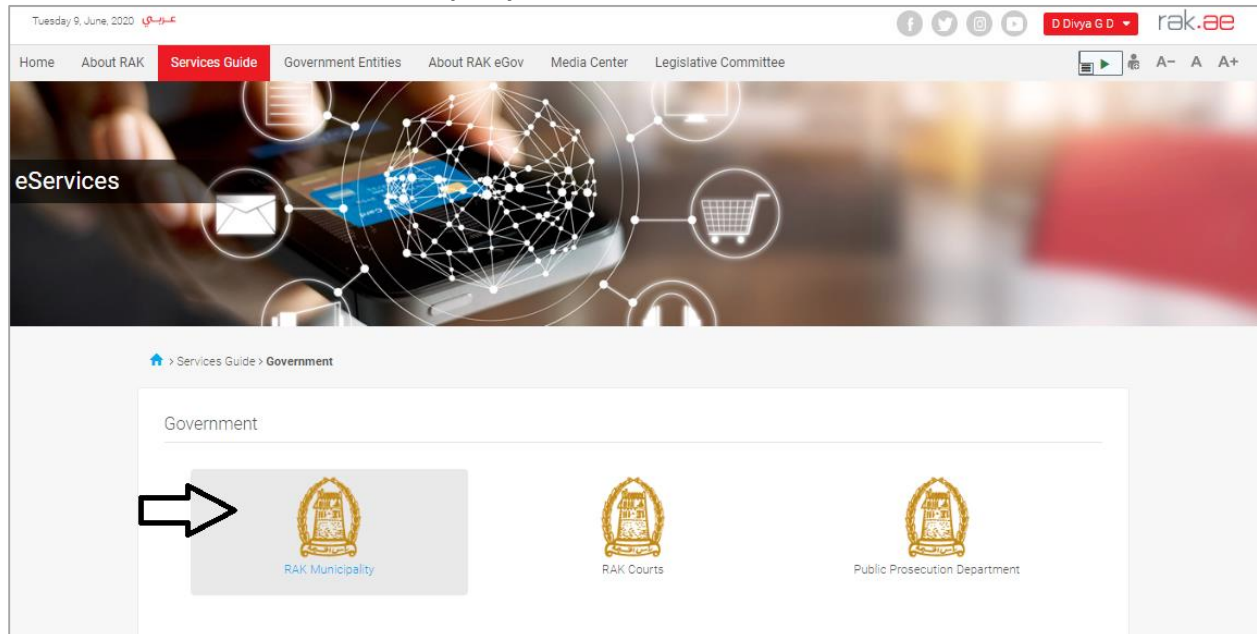 Tuesday 9, June, 2020 عـربـي
D Divya G D
rak.ae
Home About RAK Services Guide Government Entities About RAK eGov Media Center Legislative Committee
A- A A+
eServices
> Services Guide > Government
Government
RAK Municipality
RAK Courts
Public Prosecution Department